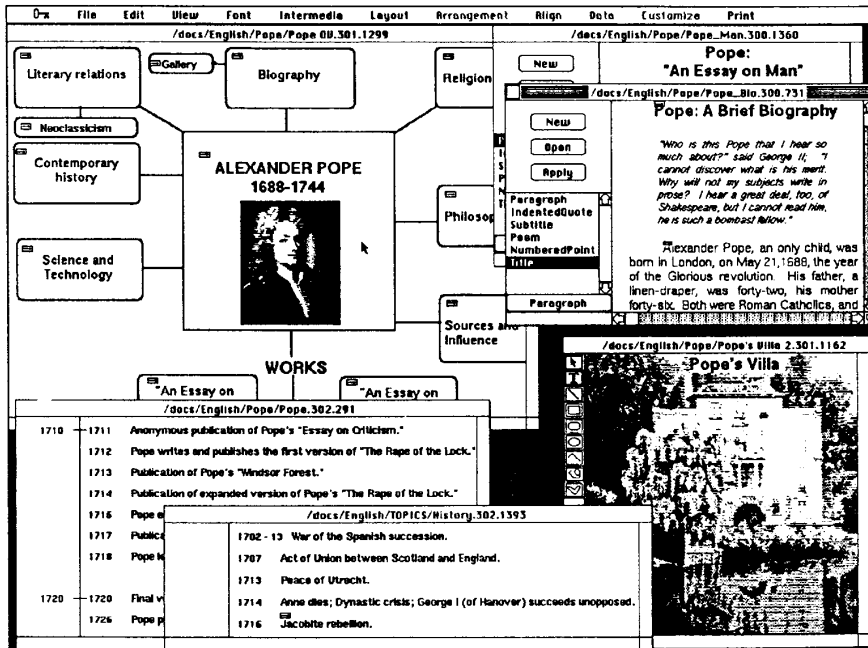 File Edit View Font Intermedia Layout Arrangement Align Data Customize Print
/docs/English/Pope/Pope OV.301.1299
Literary relations
Gallery
Biography
Religion
Neoclassicism
Contemporary
history
ALEXANDER POPE
1688-1744
Philosop
Science and
Technology
Sources and
Influence
WORKS
"An Essay on
"An Essay on
/docs/English/Pope/Pope_Man.300.1360
New
Pope:
"An Essay on Man"
/docs/English/Pope/Pope_Bio.300.731
New
Open
Apply
Paragraph
IndentedQuote
Subtitle
Poem
NumberedPoint
Title
Paragraph
Pope: A Brief Biography
"Who is this Pope that I hear so
much about?" said George II; "I
cannot discover what is his merit.
Why will not my subjects write in
prose? I hear a great deal, too, of
Shakespeare, but I cannot read him,
he is such a bombast fellow."
Alexander Pope, an only child, was
born in London, on May 21,1688, the year
of the Glorious revolution. His father, a
linen-draper, was forty-two, his mother
forty-six. Both were Roman Catholics, and
/docs/English/Pope/Pope's Villa 2.301.1162
Pope's Villa
/docs/English/Pope/Pope.302.291
1710 1711 Anonymous publication of Pope's "Essay on Criticism."
1712 Pope writes and publishes the first version of "The Rape of the Lock."
1713 Publication of Pope's "Windsor Forest."
1714 Publication of expanded version of Pope's "The Rape of the Lock."
1715 Pope
1717 Publica
1718 Pope
1720 1720 Final
1725 Pope p
/docs/English/TOPICS/History.302.1393
1702 - 13 War of the Spanish succession.
1707 Act of Union between Scotland and England.
1713 Peace of Utrecht.
1714 Anne dies; Dynastic crisis; George I (of Hanover) succeeds unopposed.
1715 Jacobite rebellion.